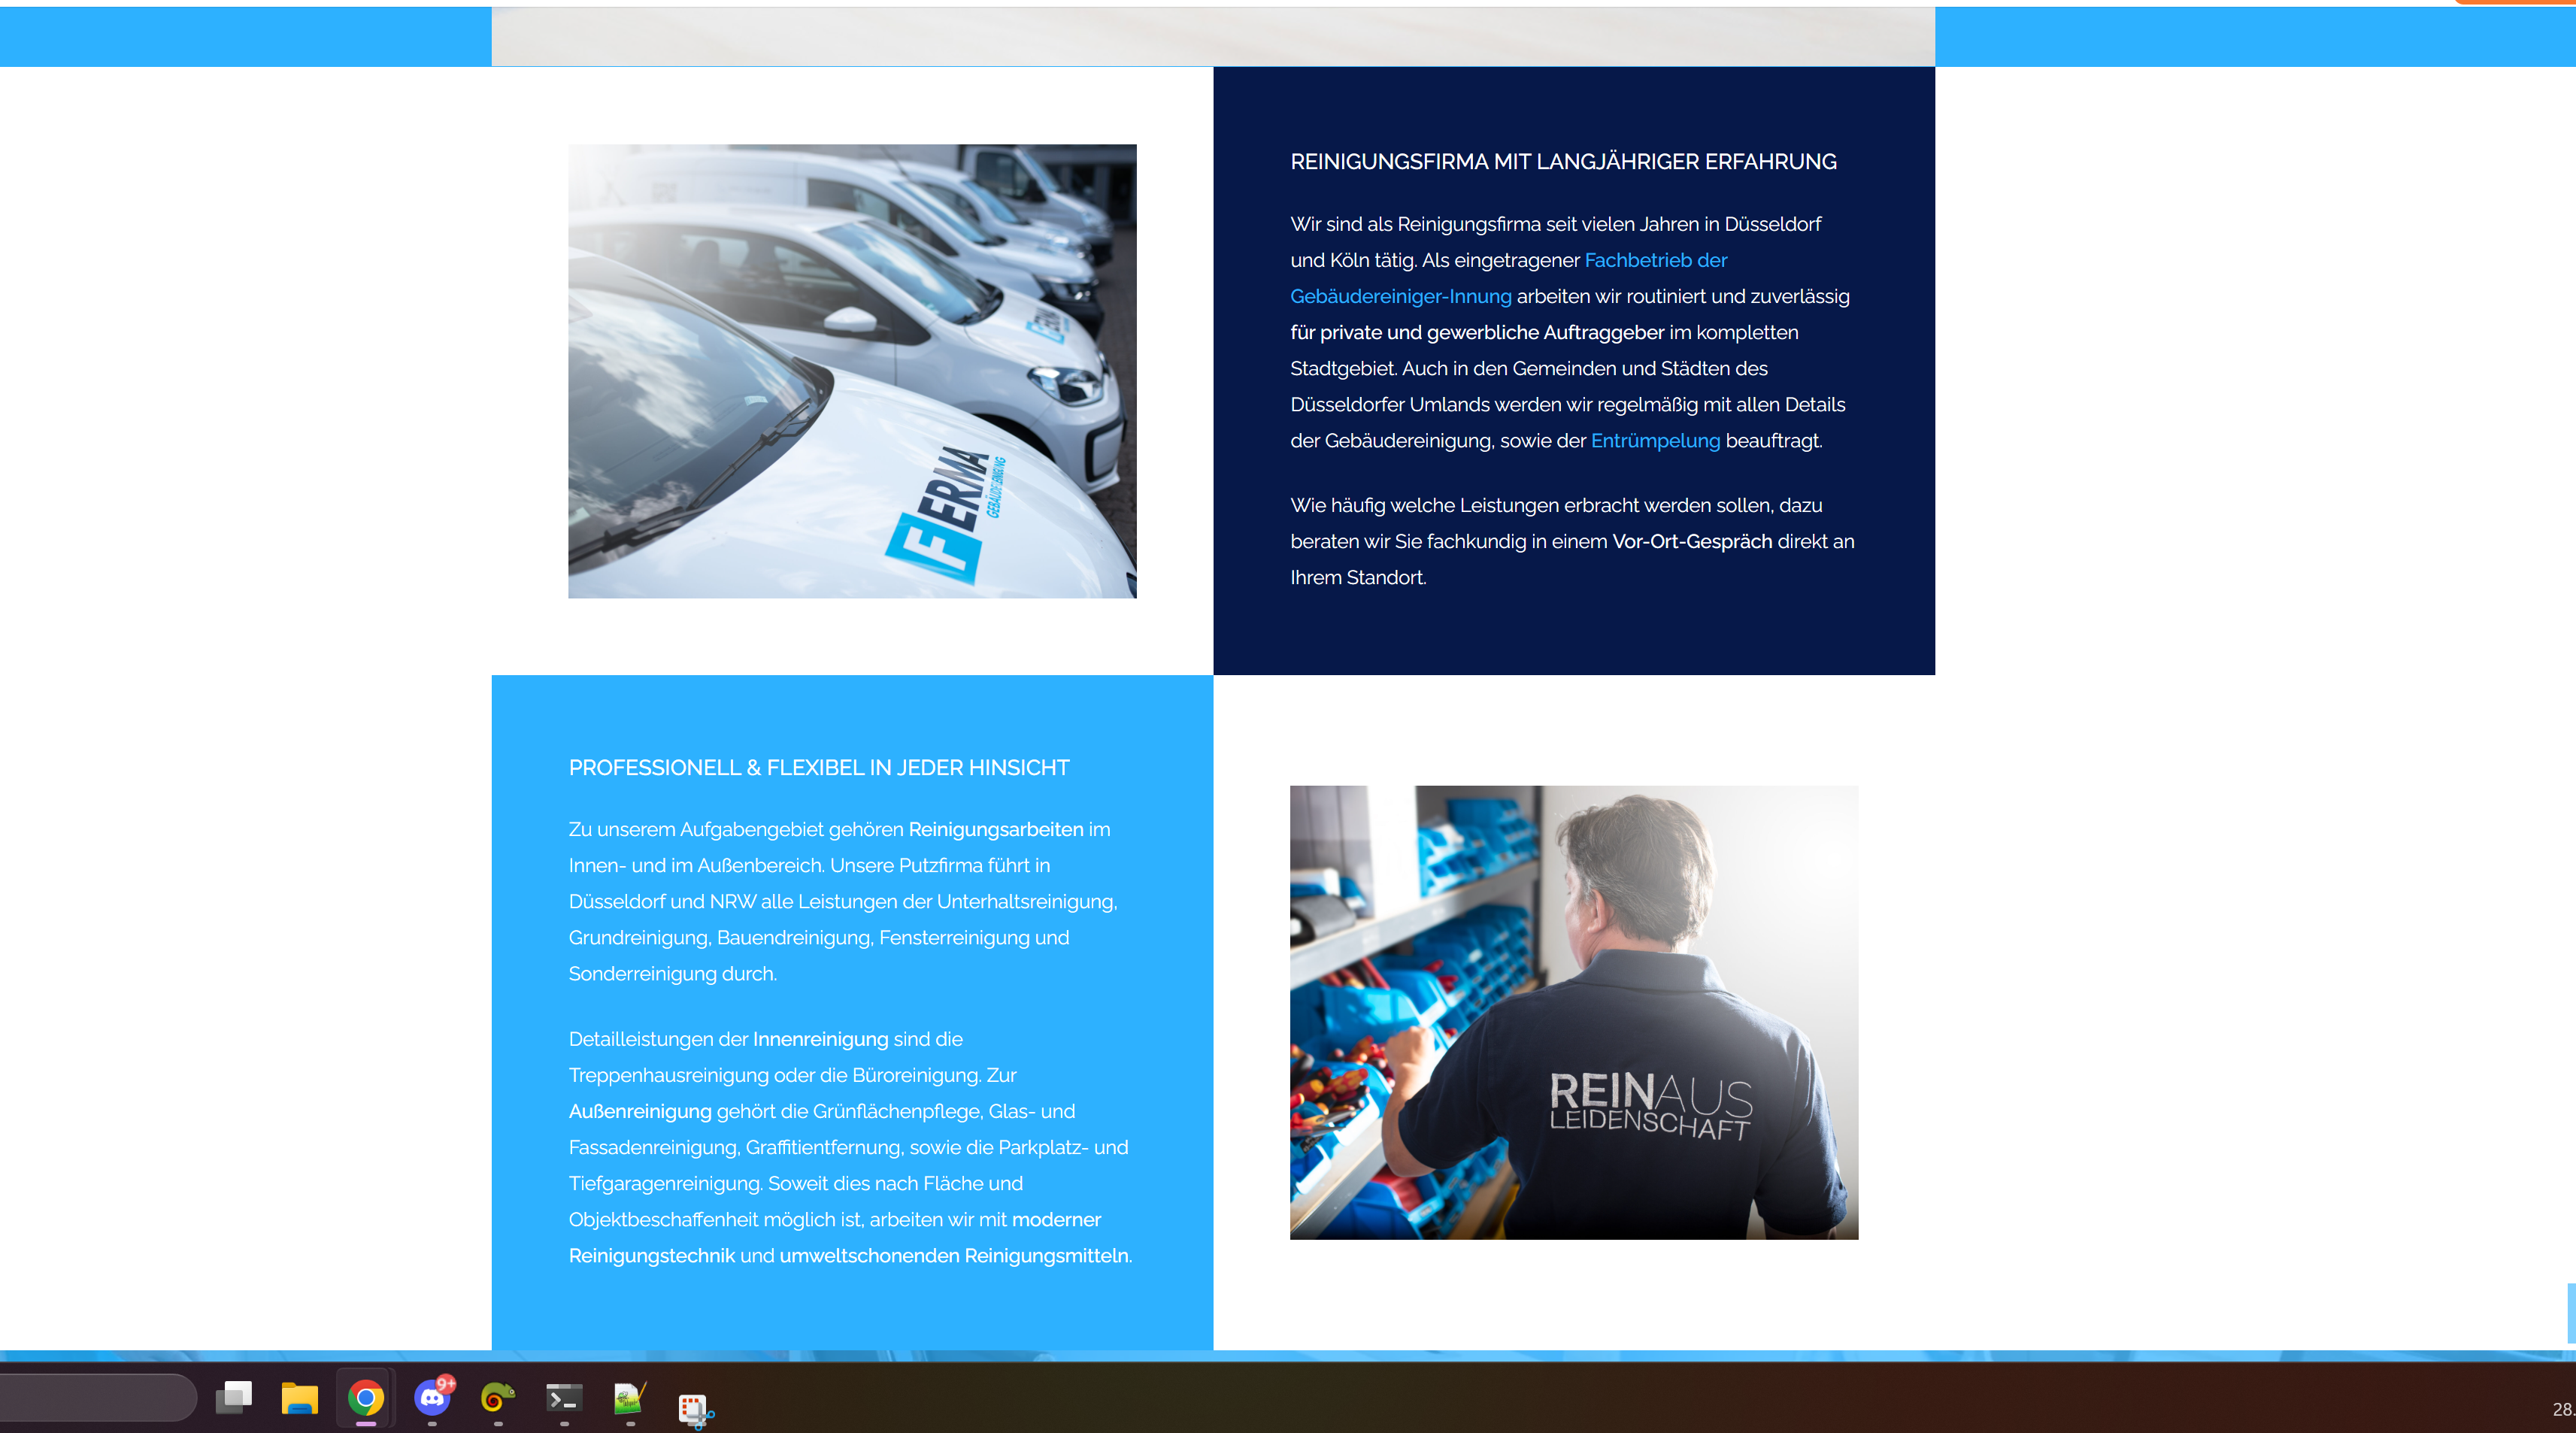 F ERMA
GEBÄUDEREINIGUNG
REINIGUNGSFIRMA MIT LANGJÄHRIGER ERFAHRUNG
Wir sind als Reinigungsfirma seit vielen Jahren in Düsseldorf
und Köln tätig. Als eingetragener Fachbetrieb der
Gebäudereiniger-Innung arbeiten wir routiniert und zuverlässig
für private und gewerbliche Auftraggeber im kompletten
Stadtgebiet. Auch in den Gemeinden und Städten des
Düsseldorfer Umlands werden wir regelmäßig mit allen Details
der Gebäudereinigung, sowie der Entrümpelung beauftragt.
Wie häufig welche Leistungen erbracht werden sollen, dazu
beraten wir Sie fachkundig in einem Vor-Ort-Gespräch direkt an
Ihrem Standort.
PROFESSIONELL & FLEXIBEL IN JEDER HINSICHT
Zu unserem Aufgabengebiet gehören Reinigungsarbeiten im
Innen- und im Außenbereich. Unsere Putzfirma führt in
Düsseldorf und NRW alle Leistungen der Unterhaltsreinigung,
Grundreinigung, Bauendreinigung, Fensterreinigung und
Sonderreinigung durch.
Detailleistungen der Innenreinigung sind die
Treppenhausreinigung oder die Büroreinigung. Zur
Außenreinigung gehört die Grünflächenpflege, Glas- und
Fassadenreinigung, Graffitientfernung, sowie die Parkplatz- und
Tiefgaragenreinigung. Soweit dies nach Fläche und
Objektbeschaffenheit möglich ist, arbeiten wir mit moderner
Reinigungstechnik und umweltschonenden Reinigungsmitteln.
REINAUS
LEIDENSCHAFT
9+
28.